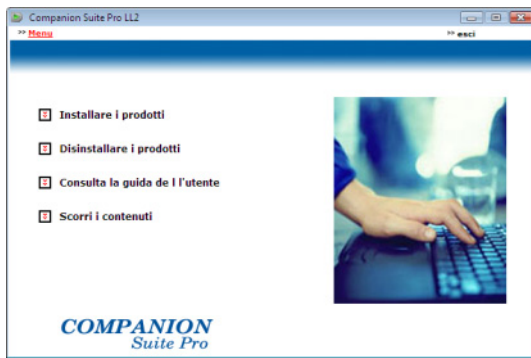 Companion Suite Pro LL2
>> Menu
>> esci
Installare i prodotti
Disinstallare i prodotti
Consulta la guida de l l'utente
Scorri i contenuti
COMPANION
Suite Pro